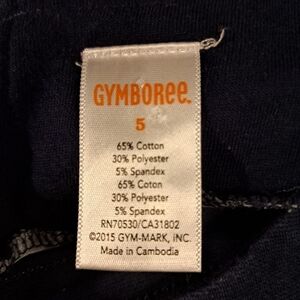 GYMBOREE.
5
65% Cotton
30% Polyester
5% Spandex
65% Coton
30% Polyester
5% Spandex
RN70530/CA31802
©2015 GYM-MARK, INC.
Made in Cambodia